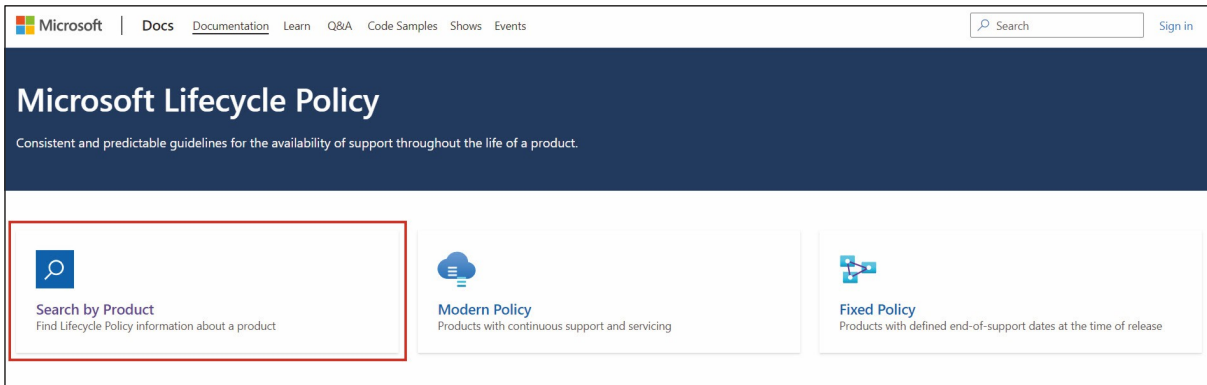 Microsoft Docs Documentation Learn Q&A Code Samples Shows Events Search Sign in
Microsoft Lifecycle Policy
Consistent and predictable guidelines for the availability of support throughout the life of a product.
Search by Product
Find Lifecycle Policy information about a product
Modern Policy
Products with continuous support and servicing
Fixed Policy
Products with defined end-of-support dates at the time of release